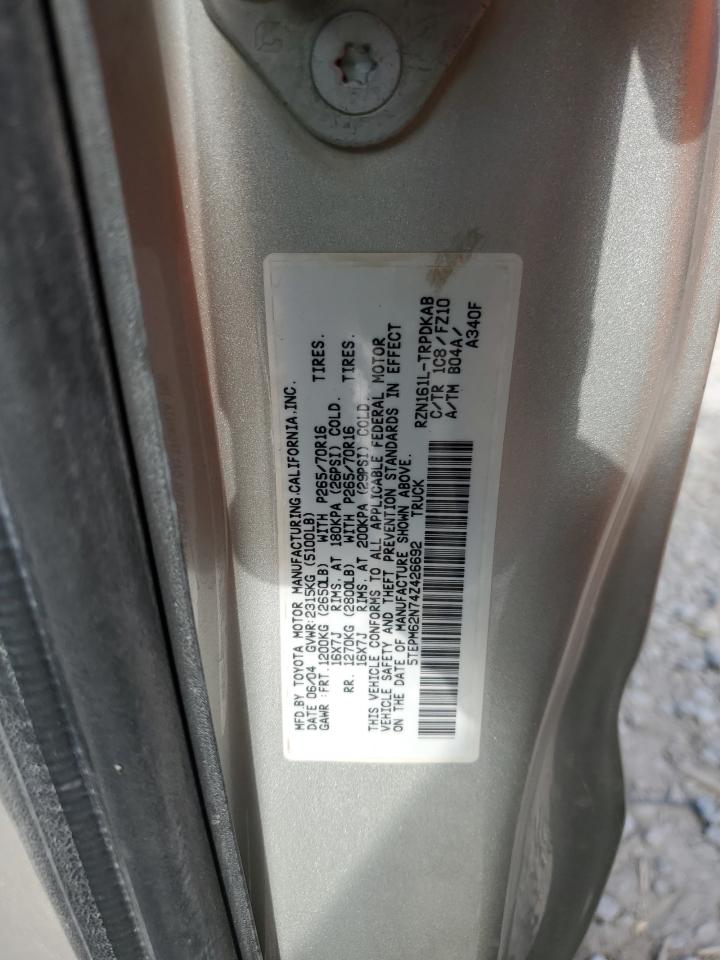 MFD.BY TOYOTA MOTOR MANUFACTURING.CALIFORNIA.INC.
DATE 06/04 GVWR:2315KG (5100LB)
GAWR :FRT.1200KG (2650LB) WITH P265/70R16 TIRES.
16X7J RIMS. AT 180KPA (26PSI) COLD.
RR. 1270KG (2800LB) WITH P265/70R16 TIRES.
16X7J RIMS. AT 200KPA (29PSI) COLD.
THIS VEHICLE CONFORMS TO ALL APPLICABLE FEDERAL MOTOR
VEHICLE SAFETY AND THEFT PREVENTION STANDARDS IN EFFECT
ON THE DATE OF MANUFACTURE SHOWN ABOVE.
5TEPM62N74Z426692 TRUCK
RZN161L-TRPDKAB
C/TR 1C8/FZ10
A/TM B04A/
A340F